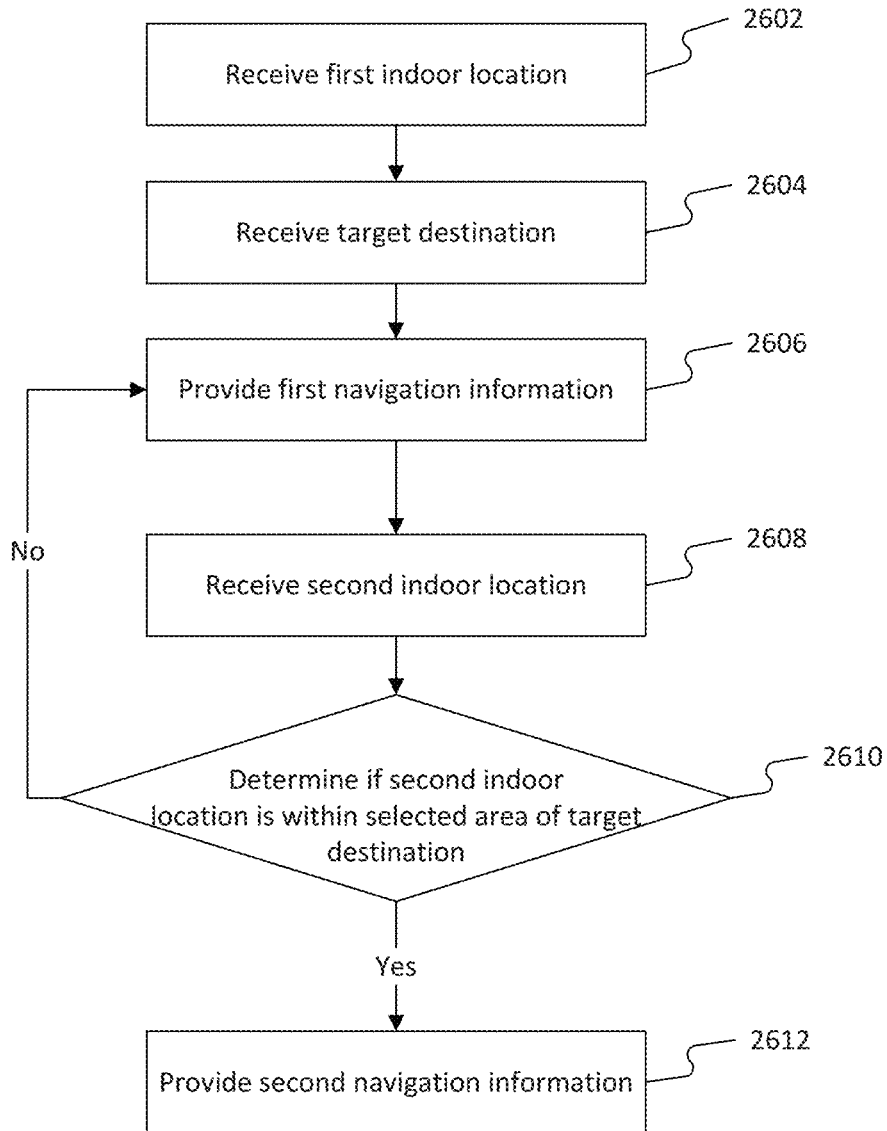 2602
Receive first indoor location
2604
Receive target destination
2606
Provide first navigation information
2608
No
Receive second indoor location
2610
Determine if second indoor
location is within selected area of target
destination
Yes
2612
Provide second navigation information